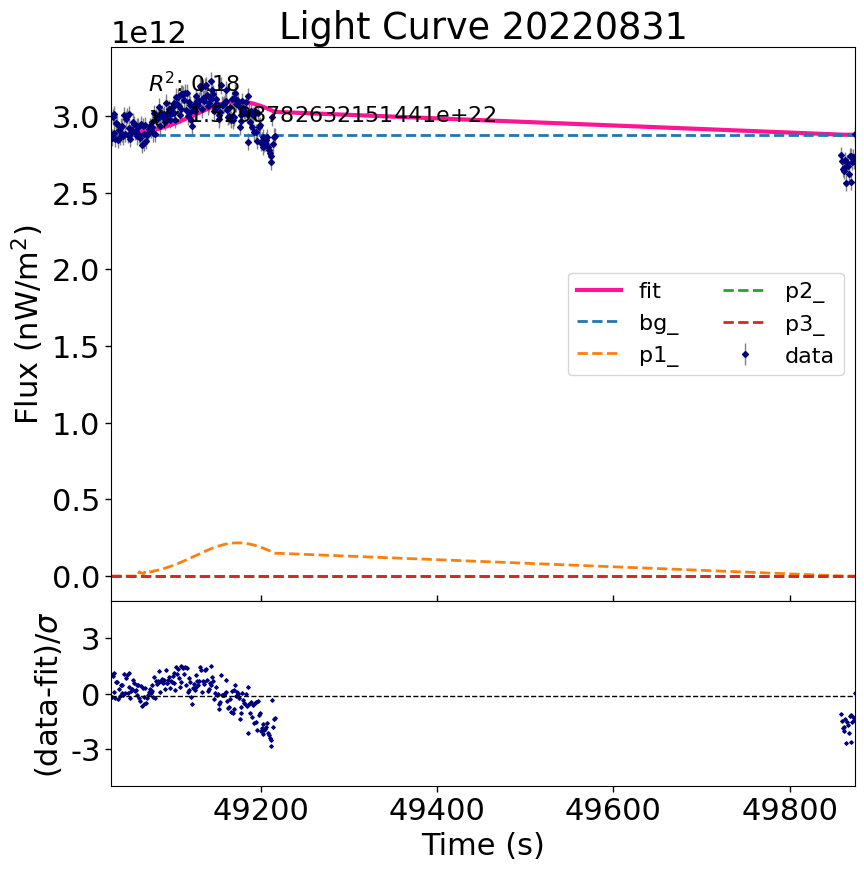 Light Curve 20220831
1e12
R²: 0.18
3.0
2.5
2.0
1.5
1.0
0.5
0.0
Flux (nW/m²)
fit
bg_
p1_
p2_
p3_
data
3
0
-3
(data-fit)/σ
49200
49400
49600
49800
Time (s)